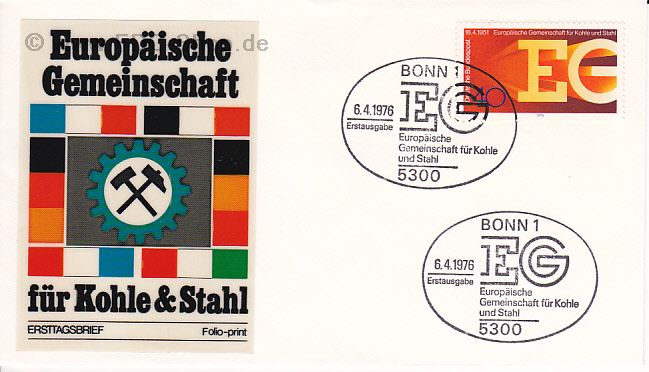 Europäische
Gemeinschaft
für Kohle & Stahl
ERSTTAGSBRIEF Folio-print
18.4.1951 Europäische Gemeinschaft für Kohle und Stahl
EG
40
BONN 1
6.4.1976
Erstausgabe
EG
Europäische
Gemeinschaft für Kohle
und Stahl
5300
BONN 1
6.4.1976
Erstausgabe
EG
Europäische
Gemeinschaft für Kohle
und Stahl
5300